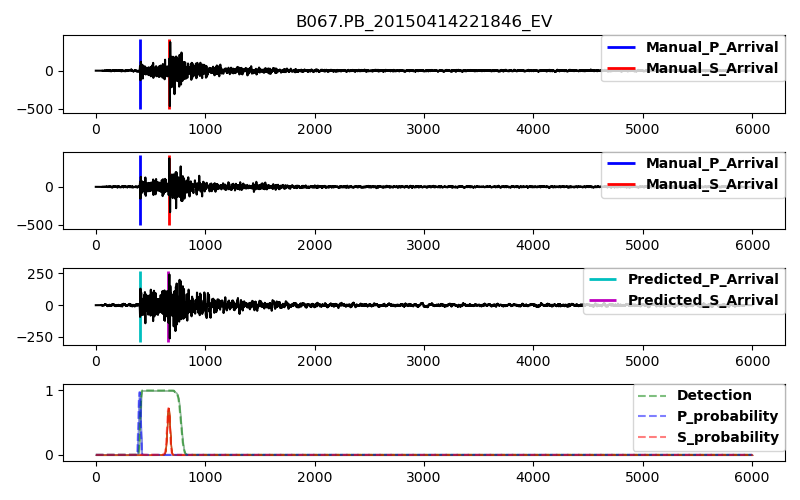 B067.PB_20150414221846_EV
Manual_P_Arrival
Manual_S_Arrival
0
−500
0 1000 2000 3000 4000 5000 6000
Manual_P_Arrival
Manual_S_Arrival
0
−500
0 1000 2000 3000 4000 5000 6000
250
0
−250
Predicted_P_Arrival
Predicted_S_Arrival
0 1000 2000 3000 4000 5000 6000
1
0
Detection
P_probability
S_probability
0 1000 2000 3000 4000 5000 6000